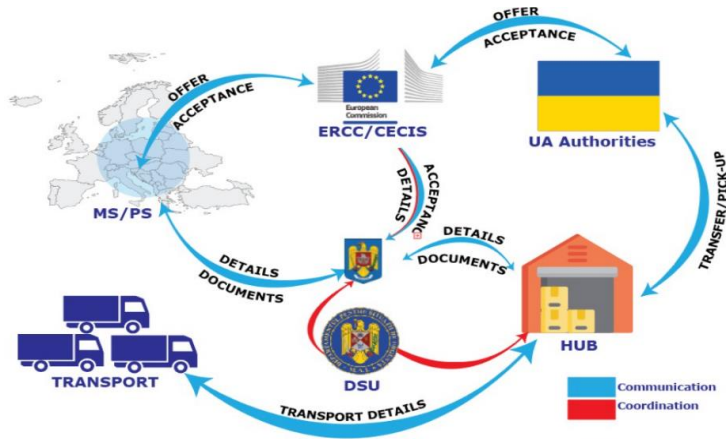 OFFER
ACCEPTANCE
OFFER
ACCEPTANCE
European
Commission
ERCC/CECIS
UA Authorities
MS/PS
ACCEPTANC
DETAILS
TRANSFER/PICK-UP
DETAILS
DOCUMENTS
DETAILS
DOCUMENTS
HUB
TRANSPORT
DSU
TRANSPORT DETAILS
Communication
Coordination